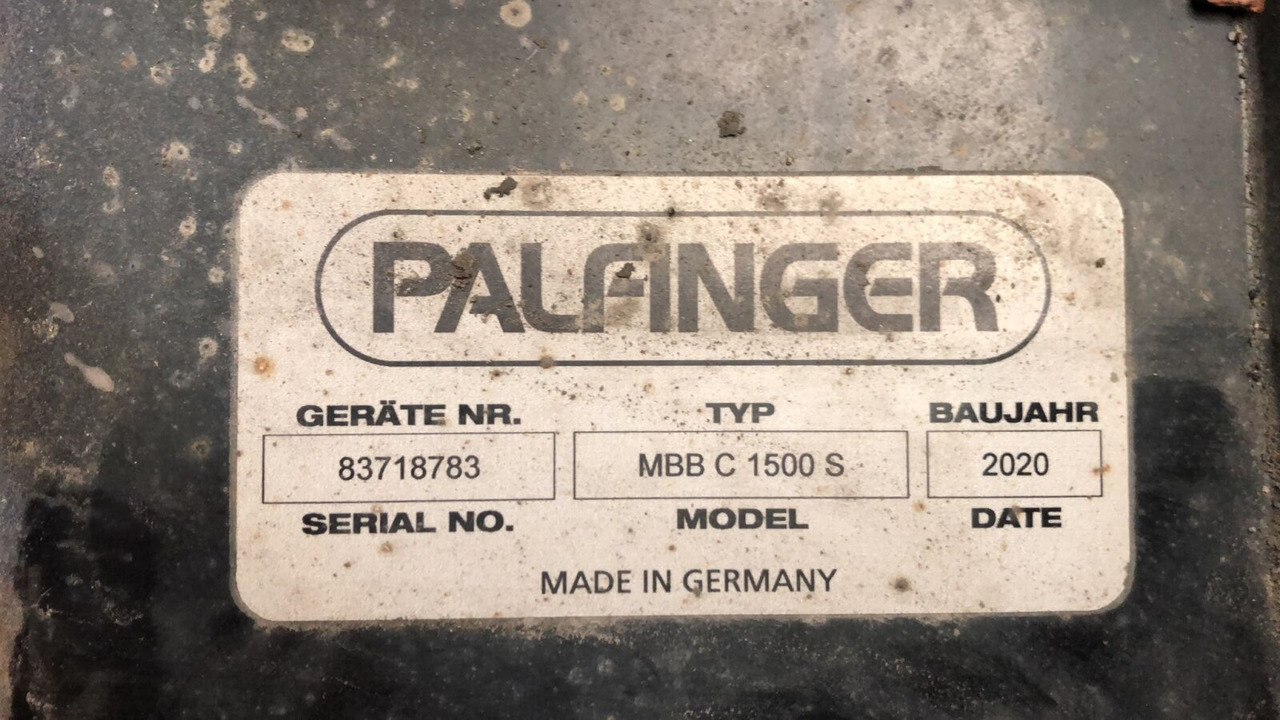 PALFINGER
GERÄTE NR. TYP BAUJAHR
83718783 MBB C 1500 S 2020
SERIAL NO. MODEL DATE
MADE IN GERMANY